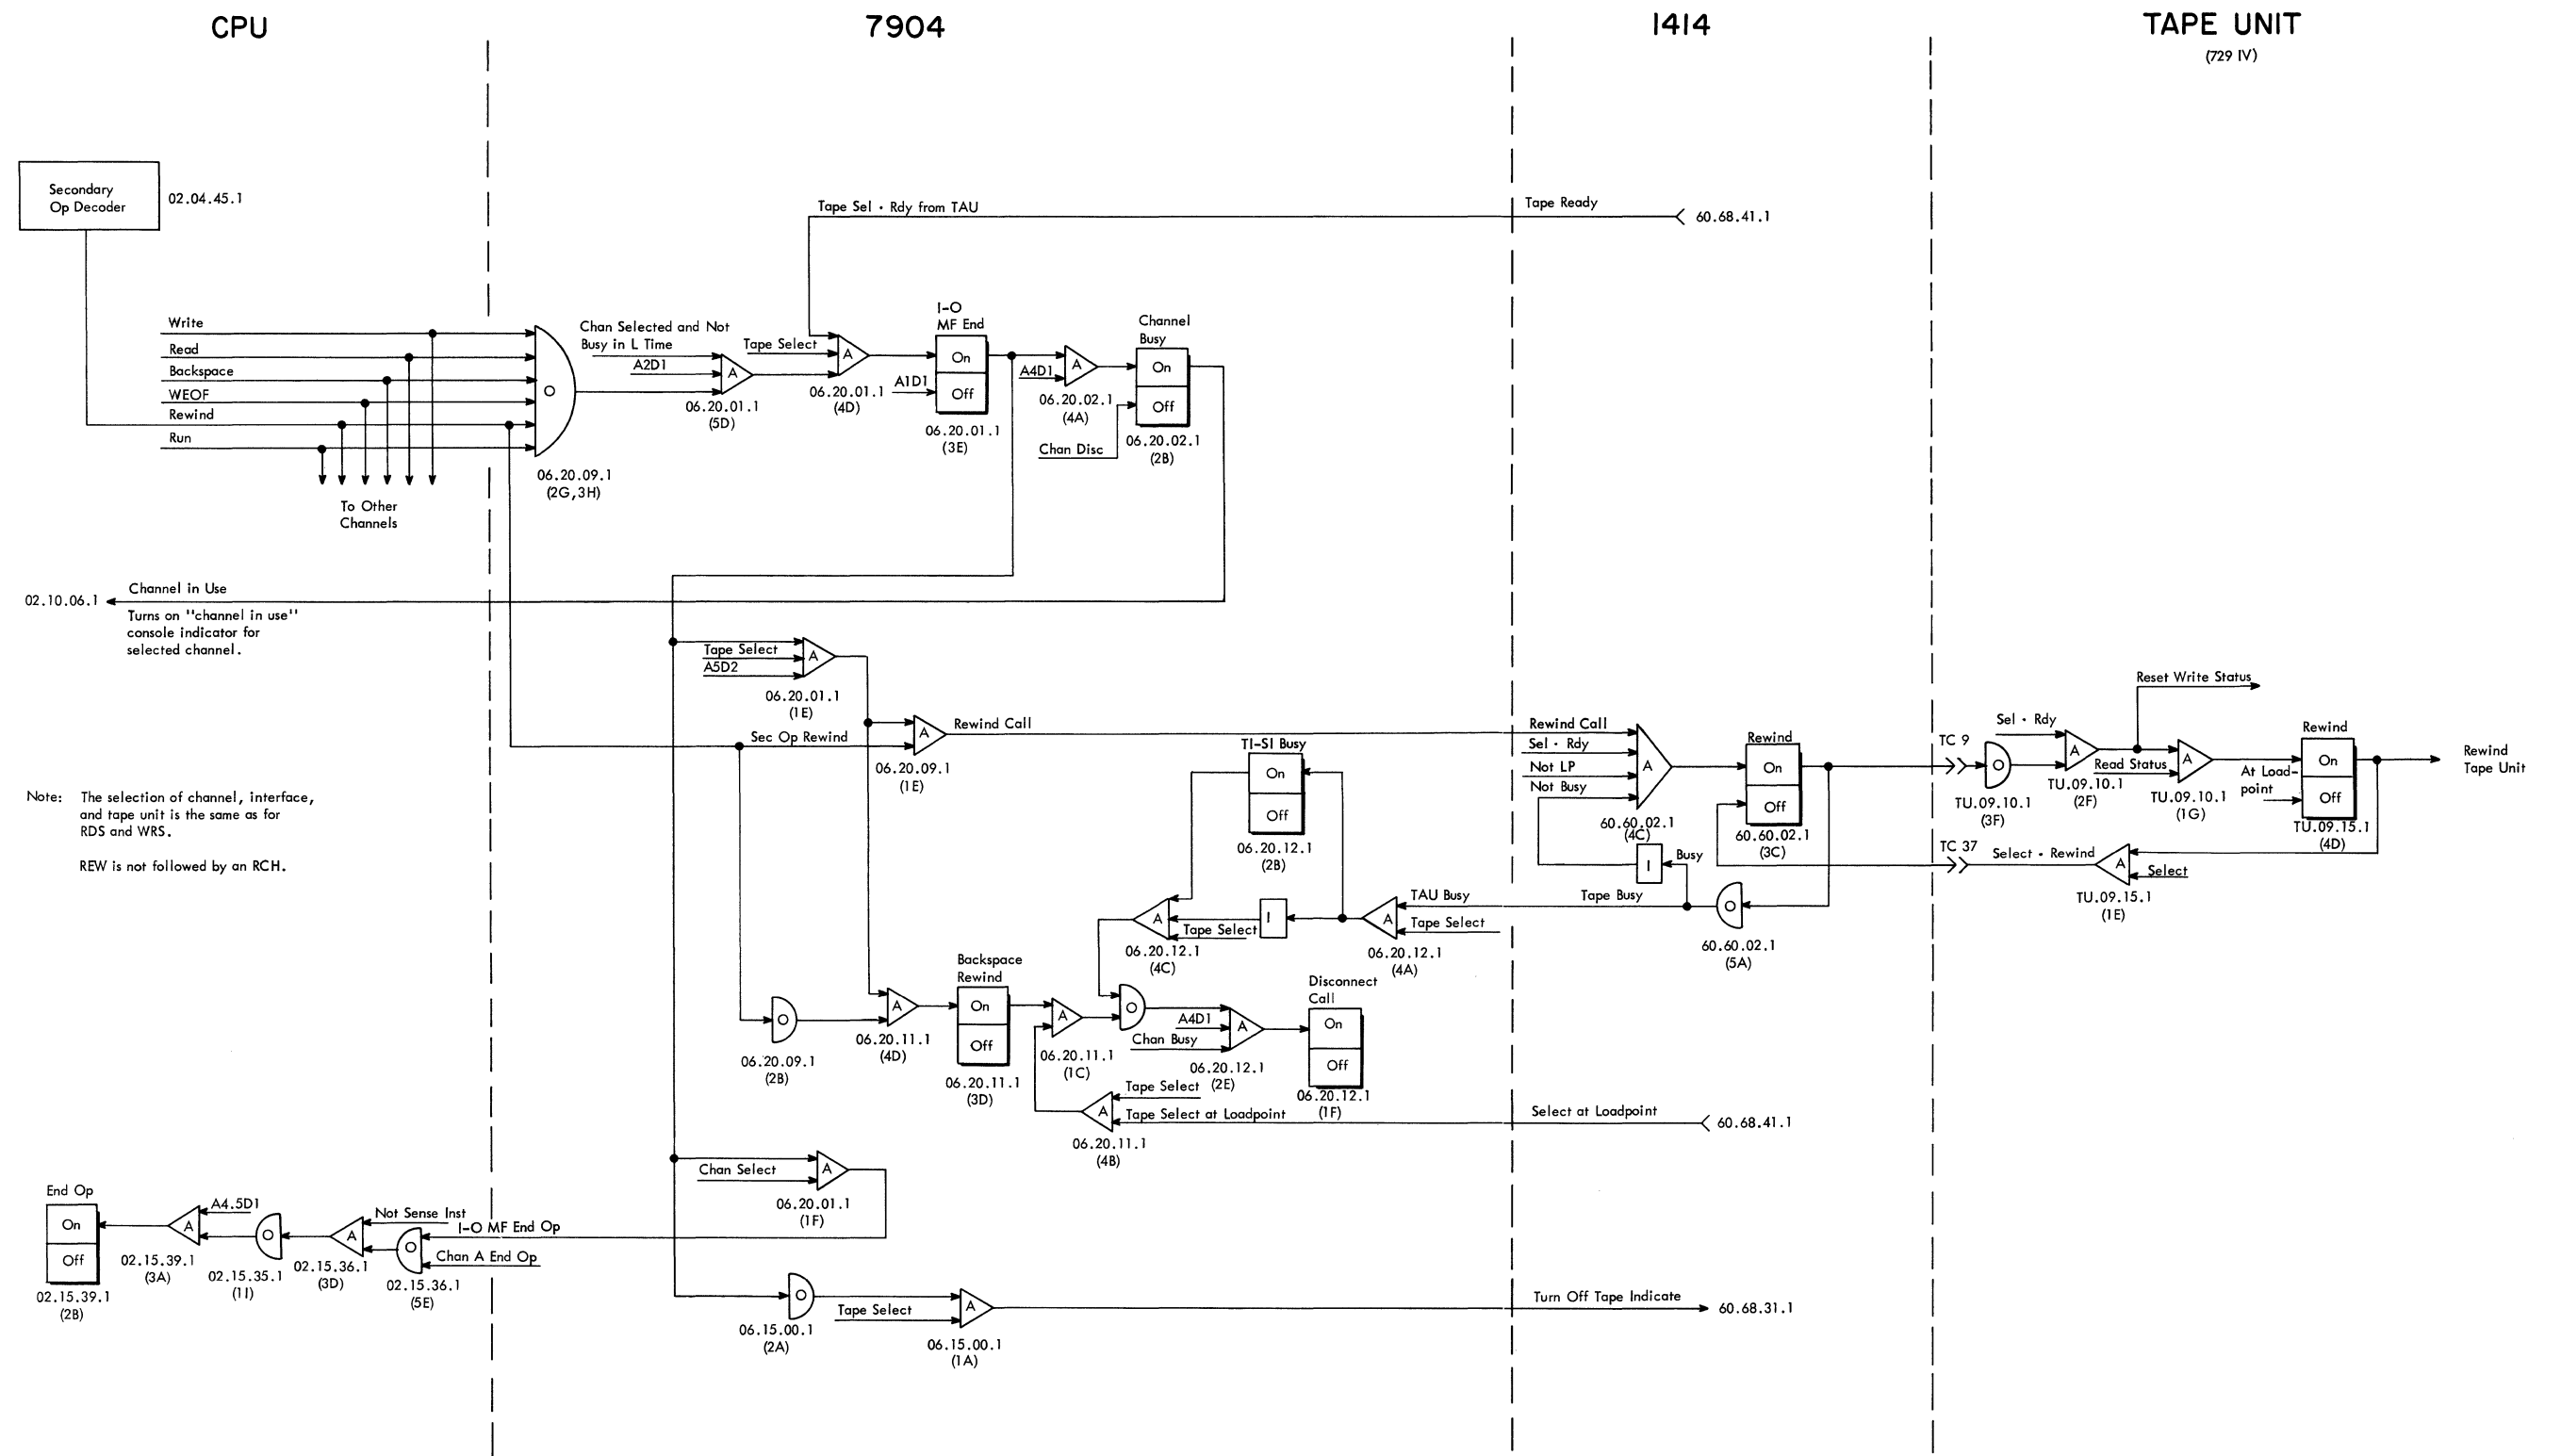 CPU
7904
1414
TAPE UNIT
(729 IV)
Secondary
Op Decoder
02.04.45.1
Tape Sel • Rdy from TAU
Tape Ready
60.68.41.1
Write
Read
Backspace
WEOF
Rewind
Run
To Other
Channels
O
06.20.09.1
(2G,3H)
Chan Selected and Not
Busy in L Time
A2D1
A
06.20.01.1
(5D)
Tape Select
A
06.20.01.1
(4D)
A1D1
I-O
MF End
On
Off
06.20.01.1
(3E)
A4D1
A
06.20.02.1
(4A)
Chan Disc
Channel
Busy
On
Off
06.20.02.1
(2B)
02.10.06.1
Channel in Use
Turns on "channel in use"
console indicator for
selected channel.
Tape Select
A5D2
A
06.20.01.1
(1E)
Sec Op Rewind
A
06.20.09.1
(1E)
Rewind Call
Rewind Call
Sel • Rdy
Not LP
Not Busy
A
60.60.02.1
(4C)
Rewind
On
Off
60.60.02.1
(3C)
I
Busy
Tape Busy
O
60.60.02.1
(5A)
TC 9
O
TU.09.10.1
(3F)
Sel • Rdy
A
TU.09.10.1
(2F)
Reset Write Status
Read Status
A
TU.09.10.1
(1G)
At Load-
point
Rewind
On
Off
TU.09.15.1
(4D)
Rewind
Tape Unit
TC 37
Select • Rewind
A
Select
TU.09.15.1
(1E)
Note: The selection of channel, interface,
and tape unit is the same as for
RDS and WRS.
REW is not followed by an RCH.
TI-SI Busy
On
Off
06.20.12.1
(2B)
A
Tape Select
06.20.12.1
(4C)
I
A
TAU Busy
Tape Select
06.20.12.1
(4A)
O
06.20.09.1
(2B)
A
06.20.11.1
(4D)
Backspace
Rewind
On
Off
06.20.11.1
(3D)
A
06.20.11.1
(1C)
O
A4D1
Chan Busy
A
06.20.12.1
(2E)
Disconnect
Call
On
Off
06.20.12.1
(1F)
A
Tape Select
Tape Select at Loadpoint
06.20.11.1
(4B)
Select at Loadpoint
60.68.41.1
Chan Select
A
06.20.01.1
(1F)
End Op
On
Off
02.15.39.1
(2B)
A
A4.5D1
02.15.39.1
(3A)
O
02.15.35.1
(1I)
A
Not Sense Inst
02.15.36.1
(3D)
O
I-O MF End Op
Chan A End Op
02.15.36.1
(5E)
O
06.15.00.1
(2A)
Tape Select
A
06.15.00.1
(1A)
Turn Off Tape Indicate
60.68.31.1